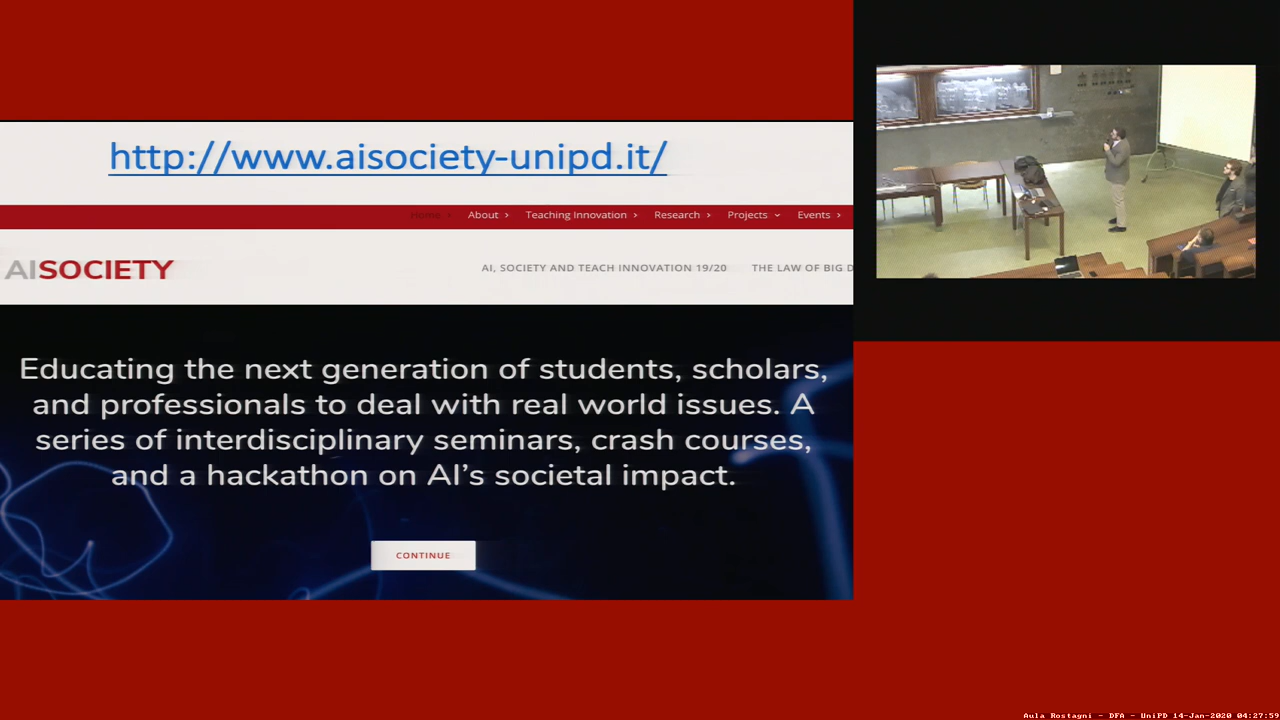 http://www.aisociety-unipd.it/
Home > About > Teaching Innovation > Research > Projects Events >
AISOCIETY
AI, SOCIETY AND TEACH INNOVATION 19/20 THE LAW OF BIG D
Educating the next generation of students, scholars,
and professionals to deal with real world issues. A
series of interdisciplinary seminars, crash courses,
and a hackathon on AI’s societal impact.
CONTINUE
Aula Rostagni - DFA - UniPD 14-Jan-2020 04:27:59